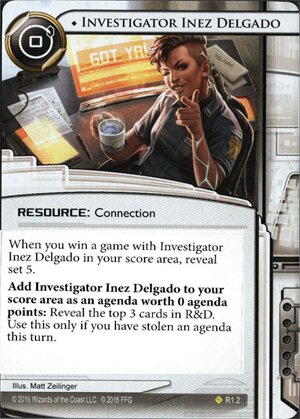 • Investigator Inez Delgado
GOT YA!
Resource: Connection
When you win a game with Investigator
Inez Delgado in your score area, reveal
set 5.
Add Investigator Inez Delgado to your
score area as an agenda worth 0 agenda
points: Reveal the top 3 cards in R&D.
Use this only if you have stolen an agenda
this turn.
Illus. Matt Zeilinger
© 2016 Wizards of the Coast LLC. © 2016 FFG
R1.2